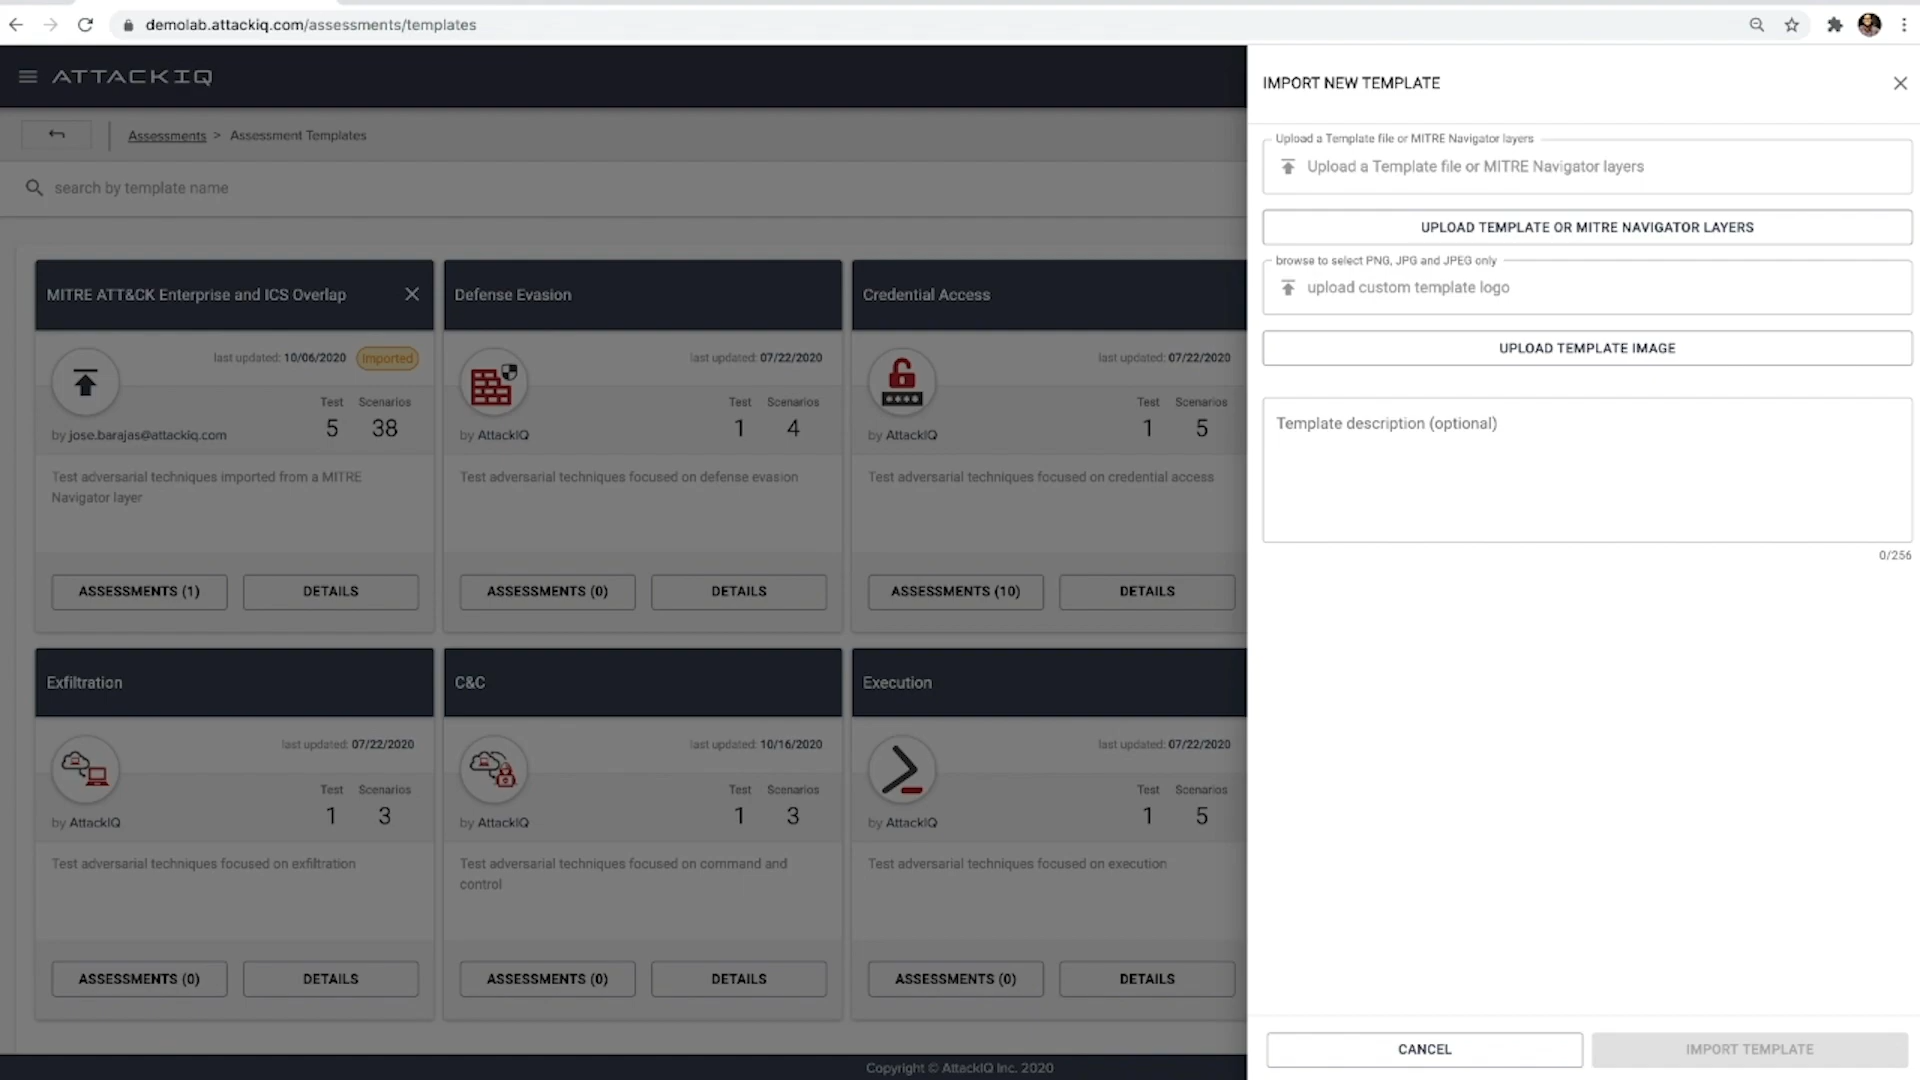 demolab.attackiq.com/assessments/templates
ATTACKIQ
Assessments > Assessment Templates
search by template name
MITRE ATT&CK Enterprise and ICS Overlap
last updated: 10/06/2020 Imported
Test Scenarios
by jose.barajas@attackiq.com 5 38
Test adversarial techniques imported from a MITRE
Navigator layer
ASSESSMENTS (1) DETAILS
Defense Evasion
last updated: 07/22/2020
Test Scenarios
by AttackIQ 1 4
Test adversarial techniques focused on defense evasion
ASSESSMENTS (0) DETAILS
Credential Access
last updated: 07/22/2020
Test Scenarios
by AttackIQ 1 5
Test adversarial techniques focused on credential access
ASSESSMENTS (10) DETAILS
Exfiltration
last updated: 07/22/2020
Test Scenarios
by AttackIQ 1 3
Test adversarial techniques focused on exfiltration
ASSESSMENTS (0) DETAILS
C&C
last updated: 10/16/2020
Test Scenarios
by AttackIQ 1 3
Test adversarial techniques focused on command and
control
ASSESSMENTS (0) DETAILS
Execution
last updated: 07/22/2020
Test Scenarios
by AttackIQ 1 5
Test adversarial techniques focused on execution
ASSESSMENTS (0) DETAILS
Copyright © AttackIQ Inc. 2020
IMPORT NEW TEMPLATE
Upload a Template file or MITRE Navigator layers
Upload a Template file or MITRE Navigator layers
UPLOAD TEMPLATE OR MITRE NAVIGATOR LAYERS
browse to select PNG, JPG and JPEG only
upload custom template logo
UPLOAD TEMPLATE IMAGE
Template description (optional)
0/256
CANCEL IMPORT TEMPLATE